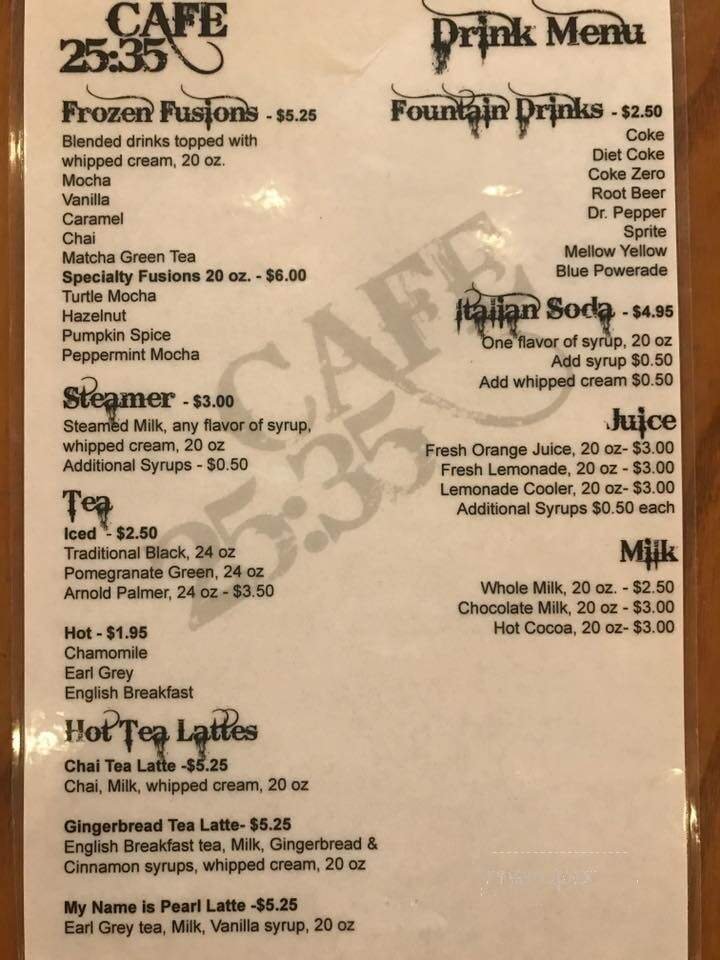 CAFE
25:35
Drink Menu
Frozen Fusions - $5.25
Blended drinks topped with
whipped cream, 20 oz.
Mocha
Vanilla
Caramel
Chai
Matcha Green Tea
Specialty Fusions 20 oz. - $6.00
Turtle Mocha
Hazelnut
Pumpkin Spice
Peppermint Mocha
Steamer - $3.00
Steamed Milk, any flavor of syrup,
whipped cream, 20 oz
Additional Syrups - $0.50
Tea
Iced - $2.50
Traditional Black, 24 oz
Pomegranate Green, 24 oz
Arnold Palmer, 24 oz - $3.50
Hot - $1.95
Chamomile
Earl Grey
English Breakfast
Hot Tea Lattes
Chai Tea Latte -$5.25
Chai, Milk, whipped cream, 20 oz
Gingerbread Tea Latte- $5.25
English Breakfast tea, Milk, Gingerbread &
Cinnamon syrups, whipped cream, 20 oz
My Name is Pearl Latte -$5.25
Earl Grey tea, Milk, Vanilla syrup, 20 oz
Fountain Drinks - $2.50
Coke
Diet Coke
Coke Zero
Root Beer
Dr. Pepper
Sprite
Mellow Yellow
Blue Powerade
Italian Soda - $4.95
One flavor of syrup, 20 oz
Add syrup $0.50
Add whipped cream $0.50
Juice
Fresh Orange Juice, 20 oz- $3.00
Fresh Lemonade, 20 oz - $3.00
Lemonade Cooler, 20 oz- $3.00
Additional Syrups $0.50 each
Milk
Whole Milk, 20 oz. - $2.50
Chocolate Milk, 20 oz - $3.00
Hot Cocoa, 20 oz- $3.00
CAFE
25:35